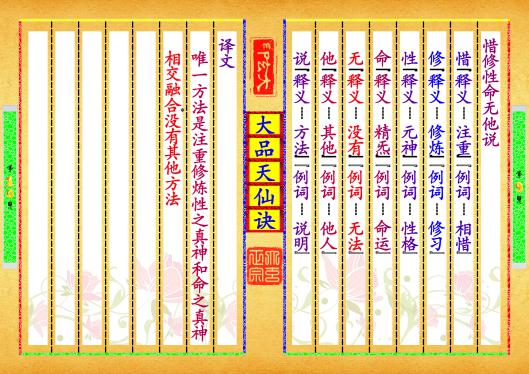 惜修性命无他说
惜【释义┅注重】『例词┅相惜』
修【释义┅修炼】『例词┅修习』
性【释义┅元神】『例词┅性格』
命【释义┅精炁】『例词┅命运』
无【释义┅没有】『例词┅无法』
他【释义┅其他】『例词┅他人』
说【释义┅方法】『例词┅说明』
大品天仙诀
译文
唯一方法是注重修炼性之真神和命之真神
相交融合没有其他方法